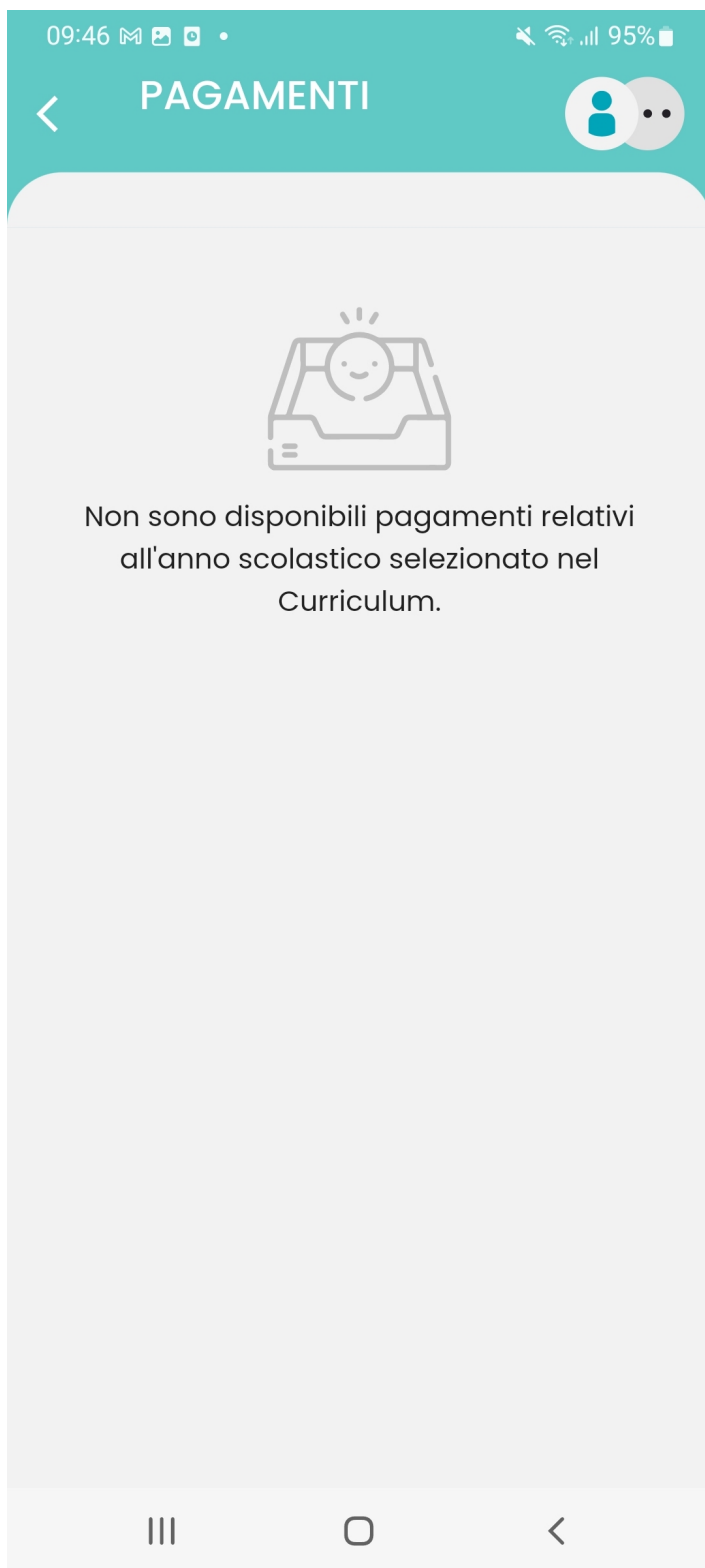 09:46
95%
PAGAMENTI
Non sono disponibili pagamenti relativi
all'anno scolastico selezionato nel
Curriculum.